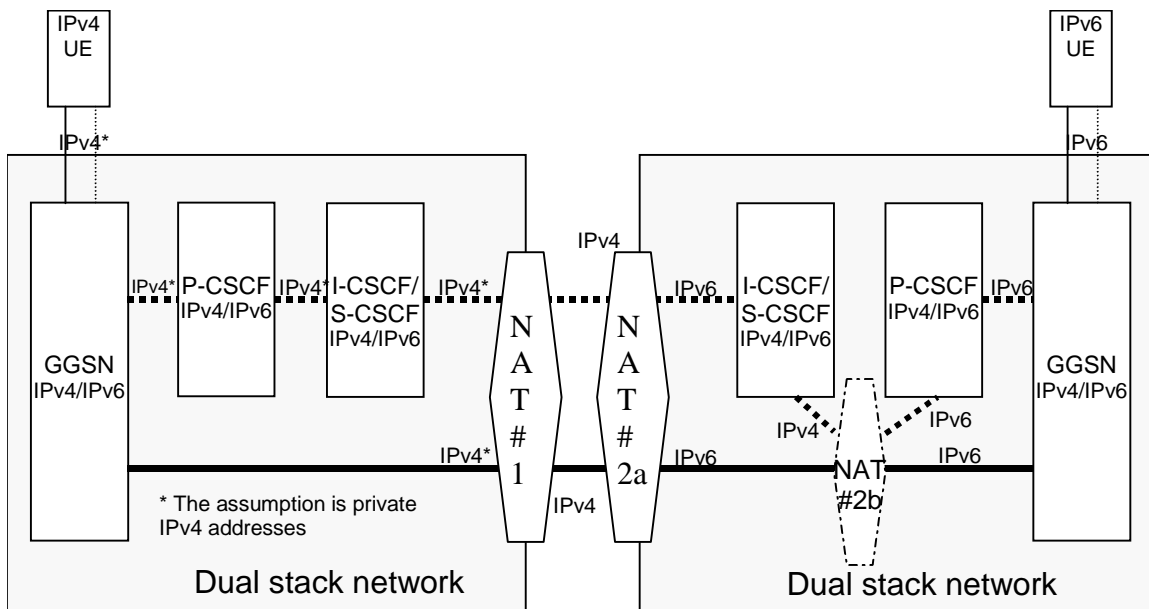 IPv4
UE
IPv6
UE
IPv4*
IPv6
IPv4
IPv4*
P-CSCF
IPv4/IPv6
IPv4*
I-CSCF/
S-CSCF
IPv4/IPv6
IPv4*
N
A
T
#
1
N
A
T
#
2a
IPv6
I-CSCF/
S-CSCF
IPv4/IPv6
P-CSCF
IPv4/IPv6
IPv6
GGSN
IPv4/IPv6
GGSN
IPv4/IPv6
IPv4
IPv6
IPv4*
IPv4
IPv6
NAT
#2b
IPv6
* The assumption is private
IPv4 addresses
Dual stack network
Dual stack network